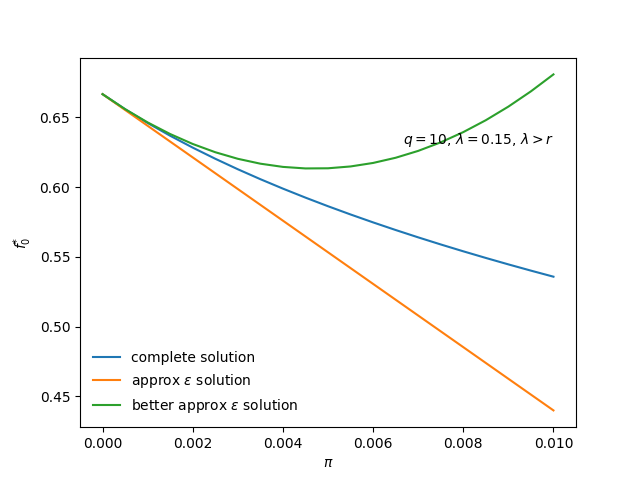 0.65
0.60
0.55
0.50
0.45
f₀*
q = 10, λ = 0.15, λ > r
complete solution
approx ε solution
better approx ε solution
0.000 0.002 0.004 0.006 0.008 0.010
π